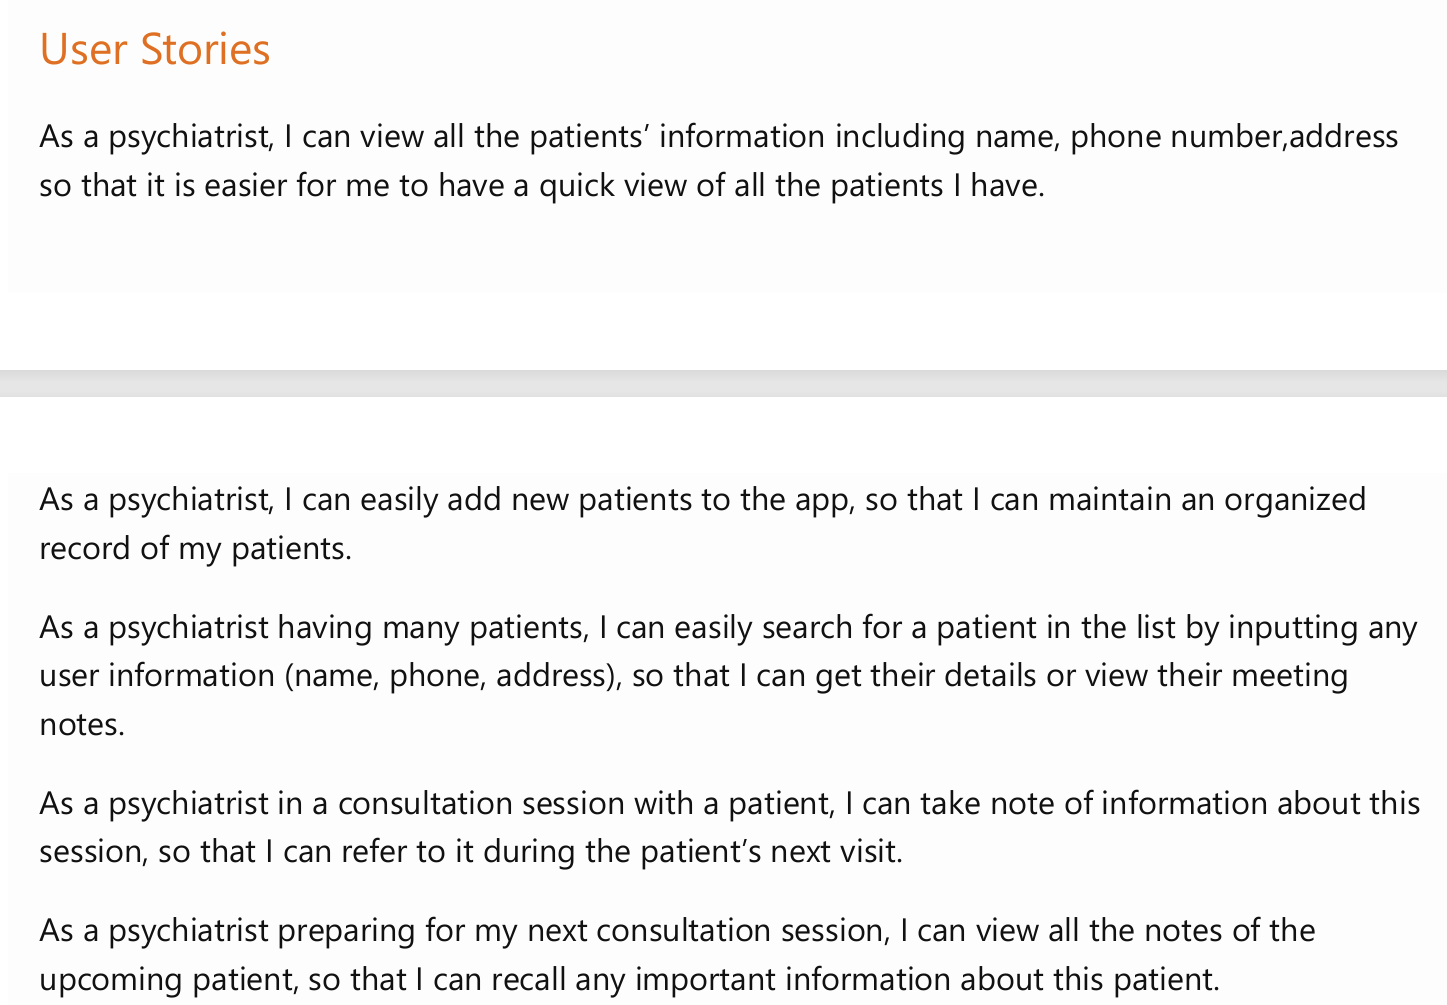 User Stories
As a psychiatrist, I can view all the patients’ information including name, phone number,address
so that it is easier for me to have a quick view of all the patients I have.
As a psychiatrist, I can easily add new patients to the app, so that I can maintain an organized
record of my patients.
As a psychiatrist having many patients, I can easily search for a patient in the list by inputting any
user information (name, phone, address), so that I can get their details or view their meeting
notes.
As a psychiatrist in a consultation session with a patient, I can take note of information about this
session, so that I can refer to it during the patient’s next visit.
As a psychiatrist preparing for my next consultation session, I can view all the notes of the
upcoming patient, so that I can recall any important information about this patient.